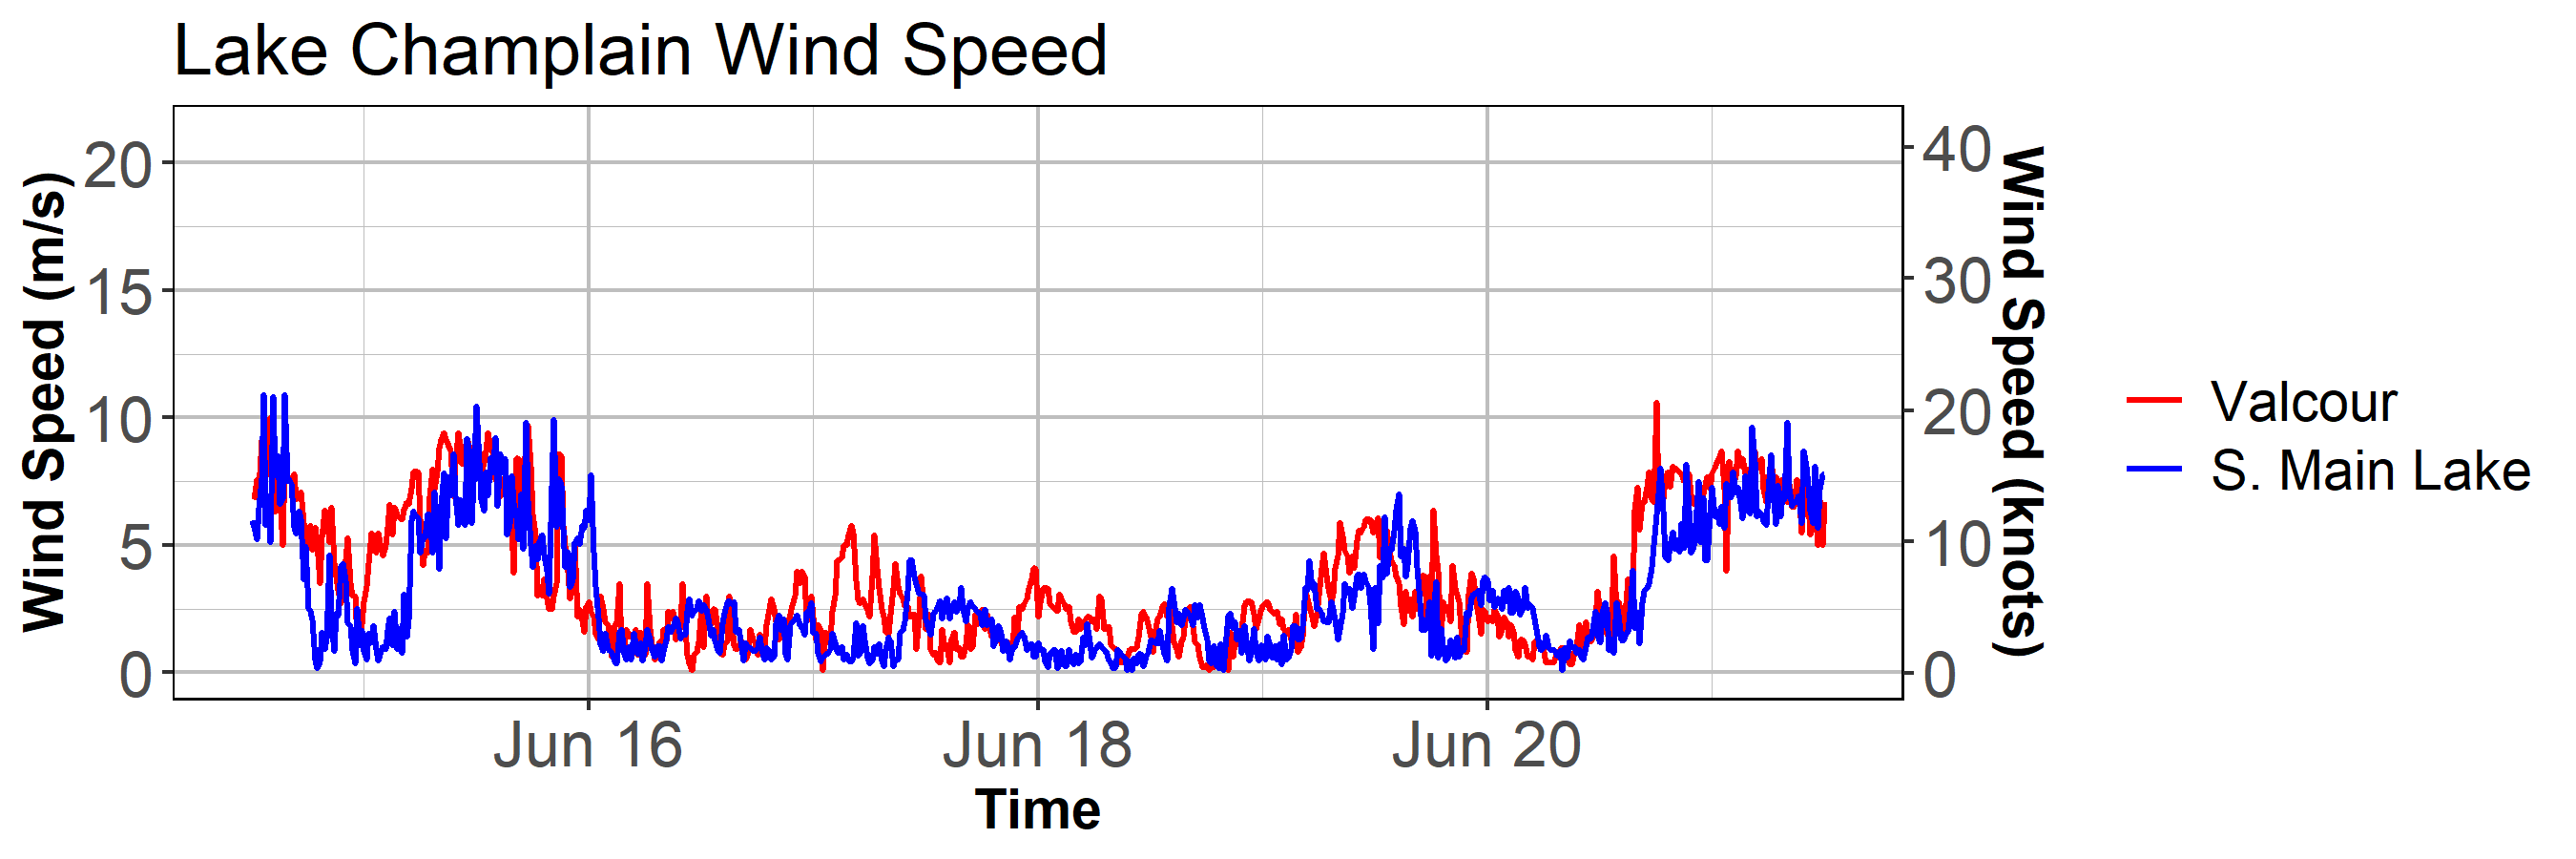 Lake Champlain Wind Speed
Wind Speed (m/s)
20
15
10
5
0
40
30
20
10
0
Wind Speed (knots)
Jun 16
Jun 18
Jun 20
Time
Valcour
S. Main Lake